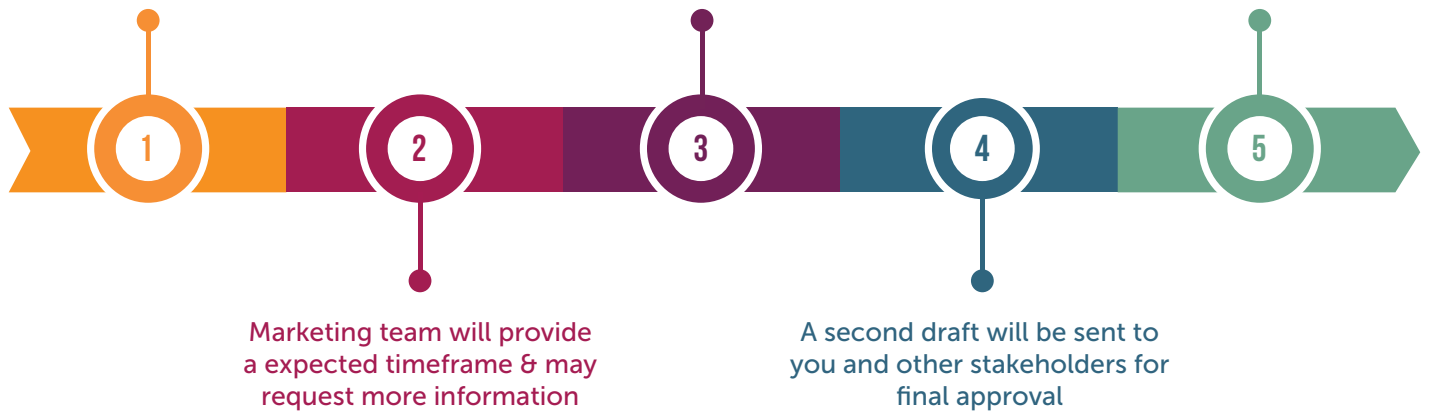 1
2
3
4
5
Marketing team will provide
a expected timeframe & may
request more information
A second draft will be sent to
you and other stakeholders for
final approval